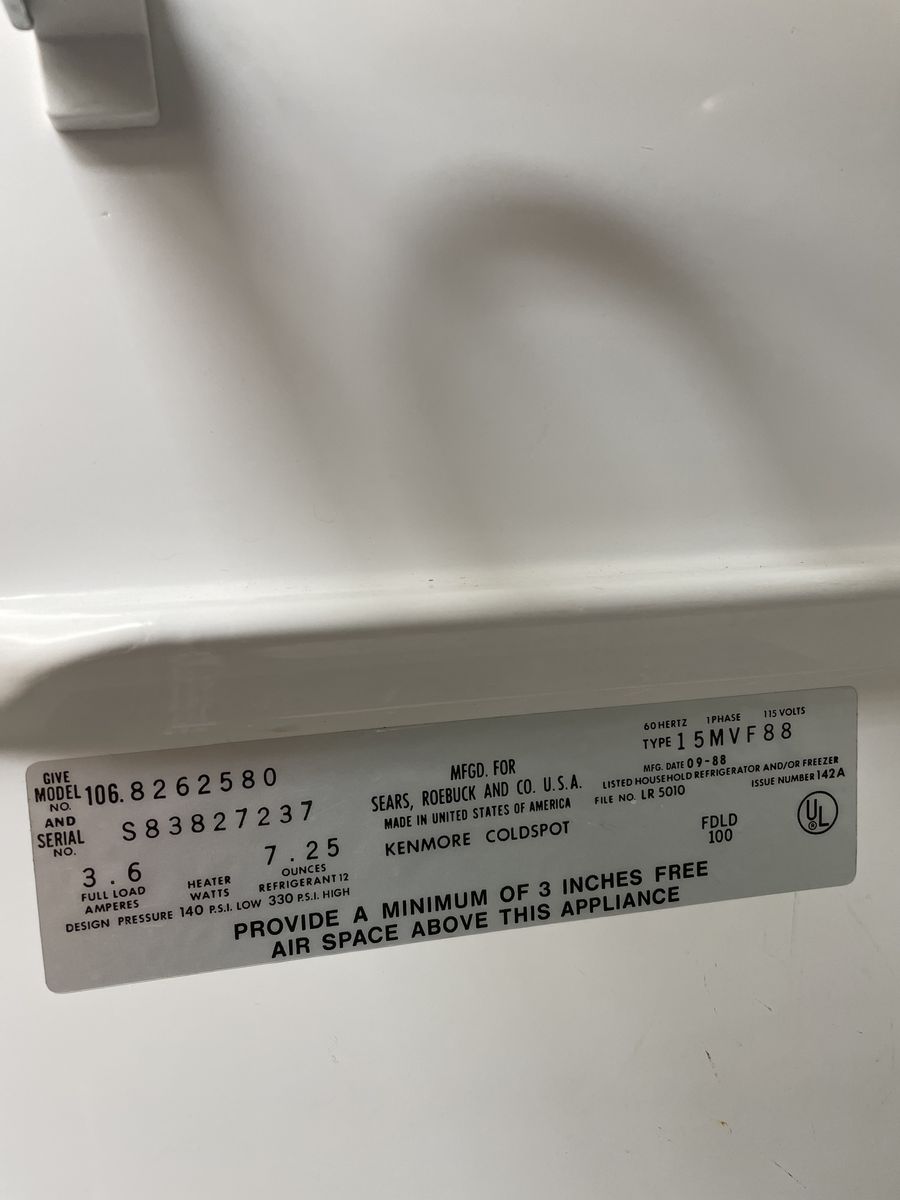 GIVE
MODEL 106.8262580
NO.
AND
SERIAL S83827237
NO.
3.6
FULL LOAD
AMPERES
HEATER
WATTS
7.25
OUNCES
REFRIGERANT 12
DESIGN PRESSURE 140 P.S.I. LOW 330 P.S.I. HIGH
MFGD. FOR
SEARS, ROEBUCK AND CO. U.S.A.
MADE IN UNITED STATES OF AMERICA
KENMORE COLDSPOT
60 HERTZ 1 PHASE 115 VOLTS
TYPE 15MVF88
MFG. DATE 09-88
LISTED HOUSEHOLD REFRIGERATOR AND/OR FREEZER
FILE NO. LR 5010 ISSUE NUMBER 142A
FDLD
100
UL
PROVIDE A MINIMUM OF 3 INCHES FREE
AIR SPACE ABOVE THIS APPLIANCE